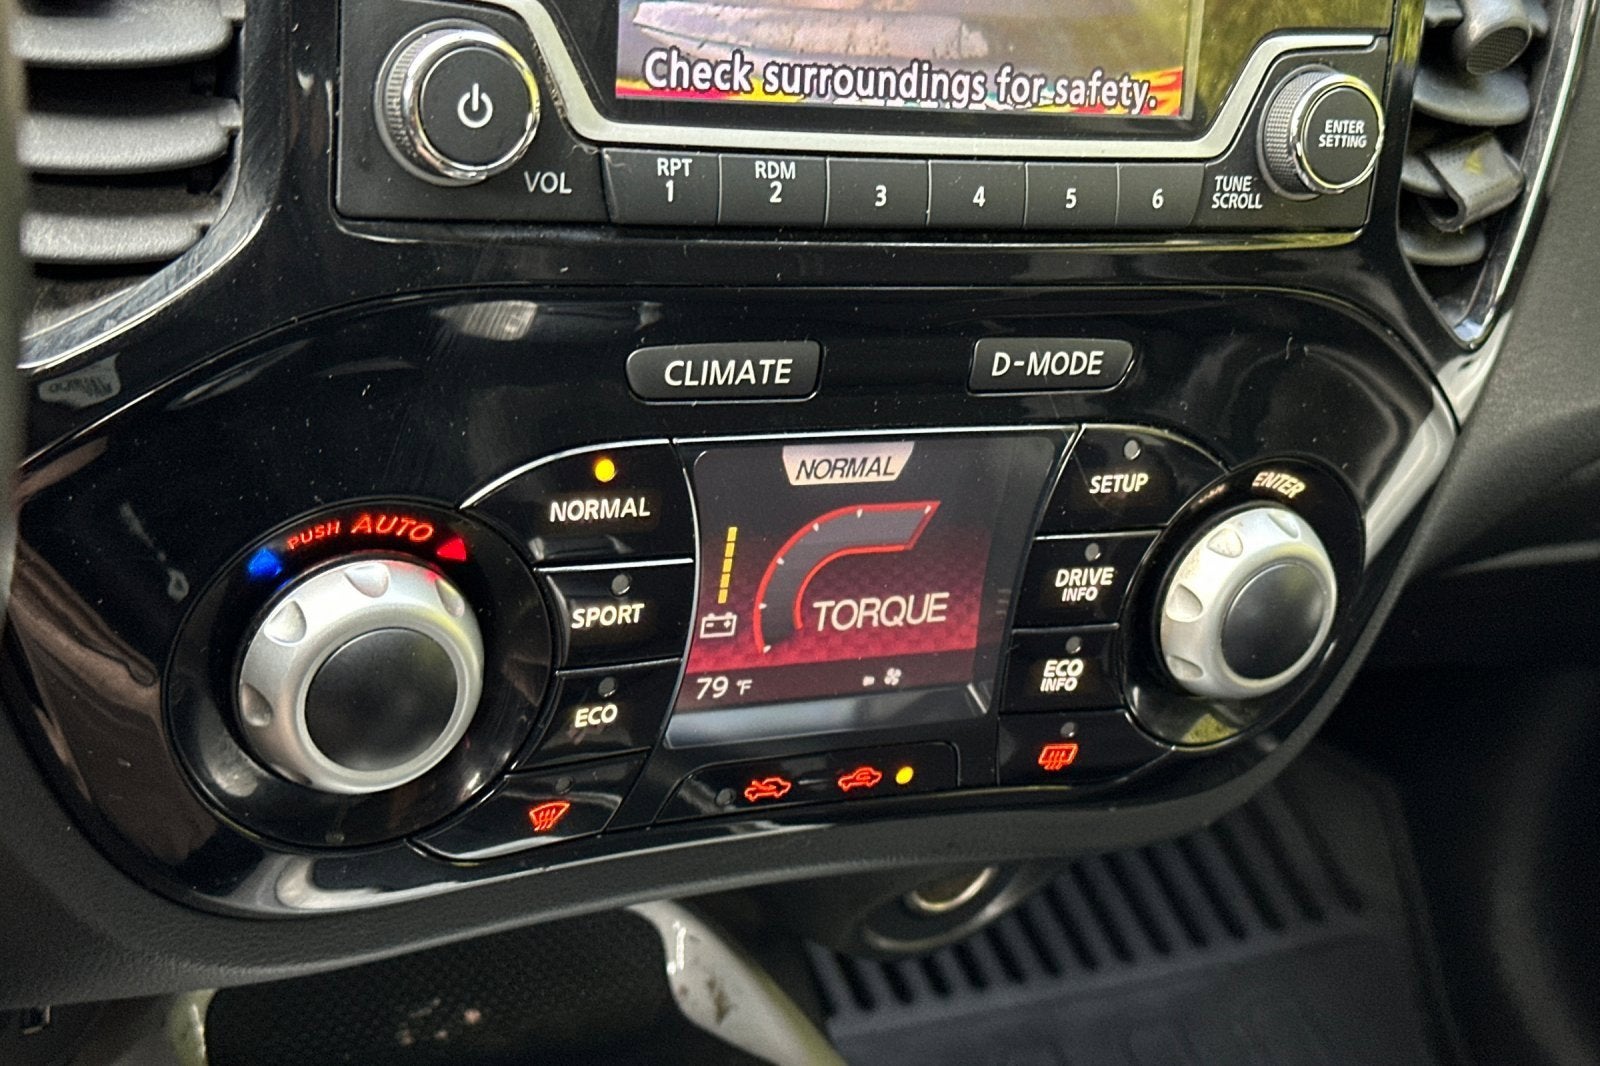 Check surroundings for safety.
VOL
RPT
1
RDM
2
3
4
5
6
TUNE
SCROLL
ENTER
SETTING
CLIMATE
D-MODE
PUSH AUTO
NORMAL
SPORT
ECO
NORMAL
TORQUE
79 °F
SETUP
DRIVE
INFO
ECO
INFO
ENTER